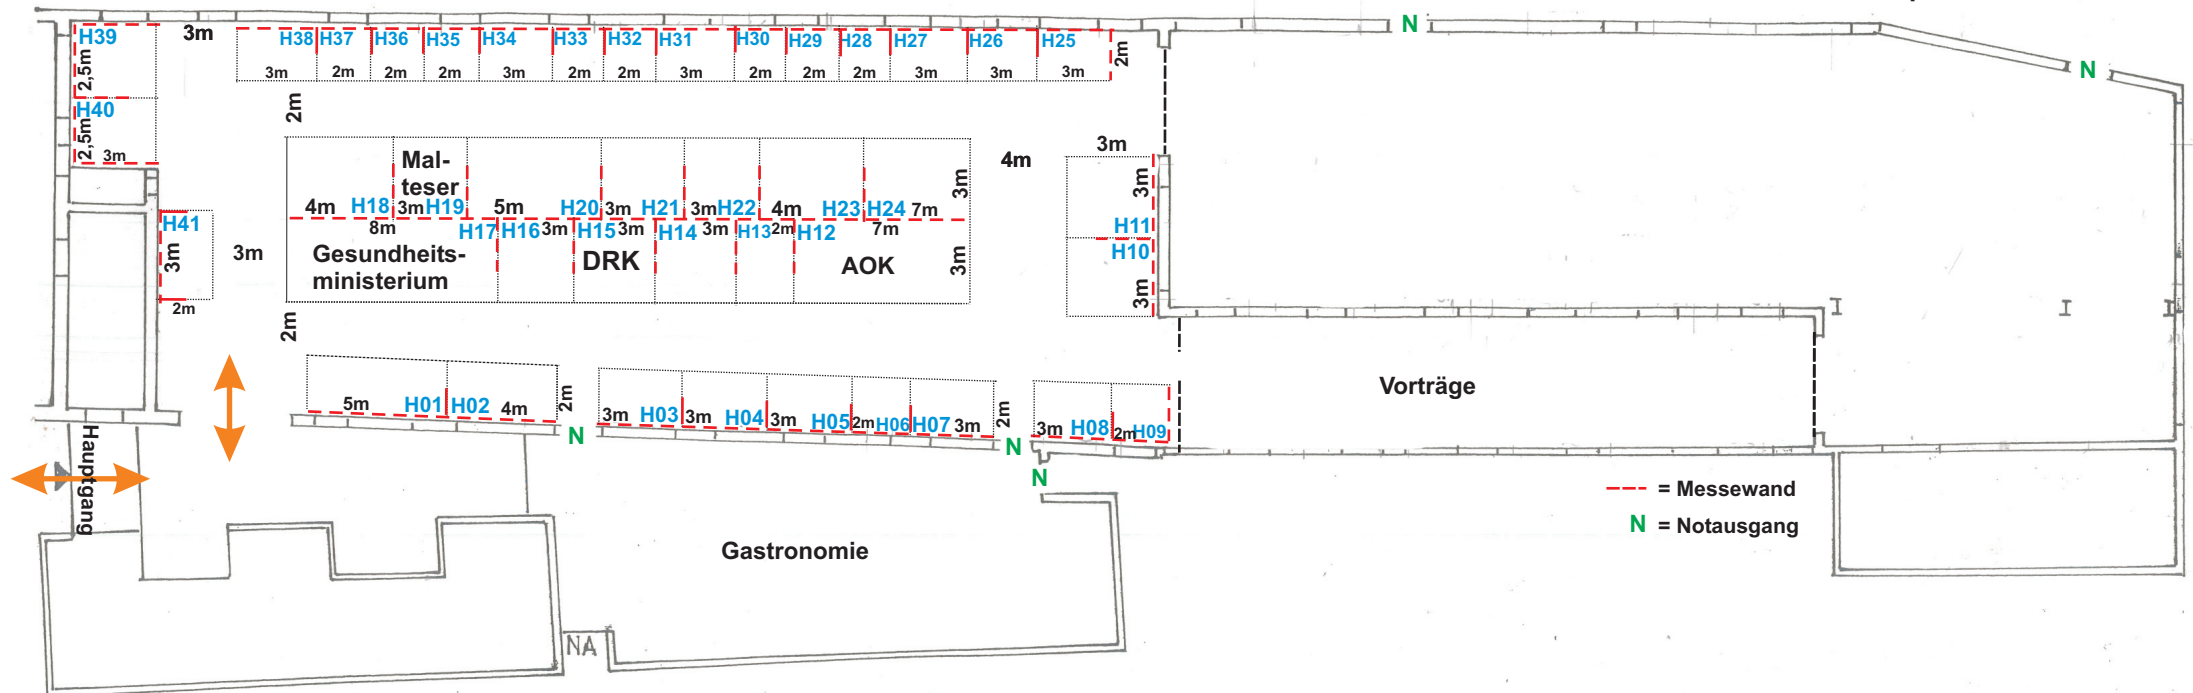 H39
3m
H38 H37 H36 H35 H34 H33 H32 H31 H30 H29 H28 H27 H26 H25
N
2,5m
3m 2m 2m 2m 3m 2m 2m 3m 2m 2m 2m 3m 3m 3m
2m
N
H40
2,5m
3m
2m
Mal-
teser
4m
3m
3m
3m
4m H18 3m H19 5m H20 3m H21 3m H22 4m H23 H24 7m
3m
H41
3m
2m
3m
8m H17 H16 3m H15 3m H14 3m H13 2m H12 7m
H11
H10
3m
Gesundheits-
ministerium
DRK
AOK
3m
2m
5m H01 H02 4m
2m
3m H03 3m H04 3m H05 2m H06 H07 3m
2m
3m H08 2m H09
Vorträge
N
N
N
Hauptgang
= Messewand
N = Notausgang
Gastronomie
NA
I I I